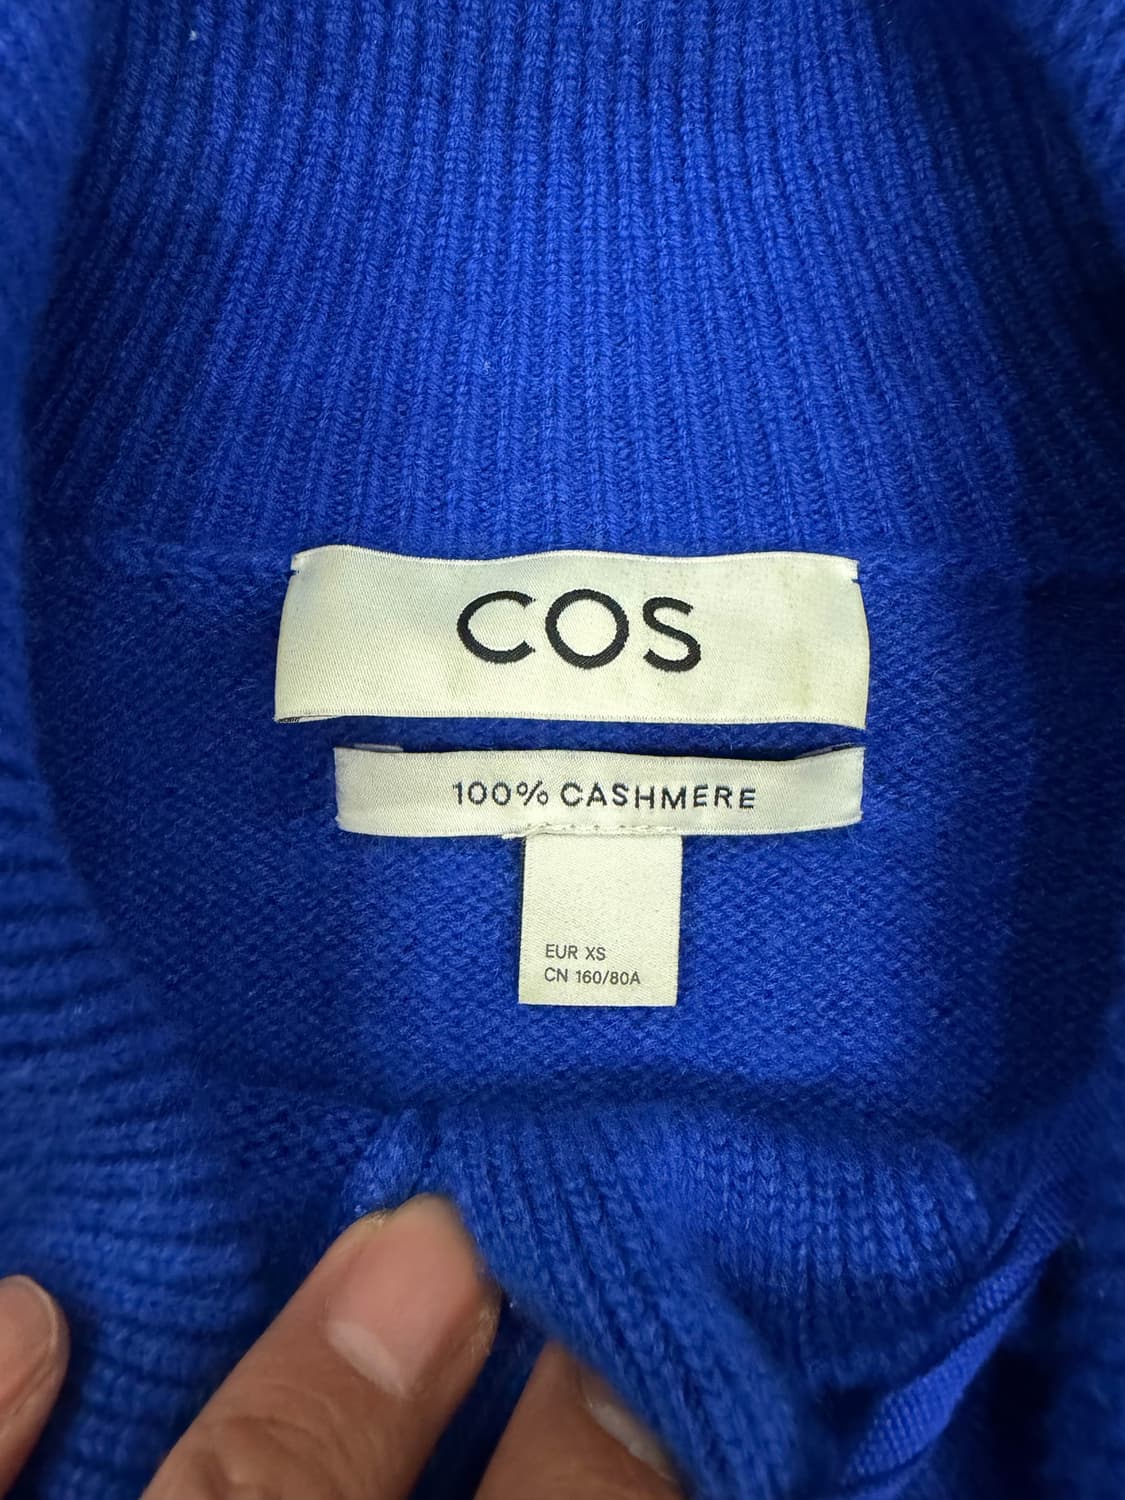 COS
100% CASHMERE
EUR XS
CN 160/80A